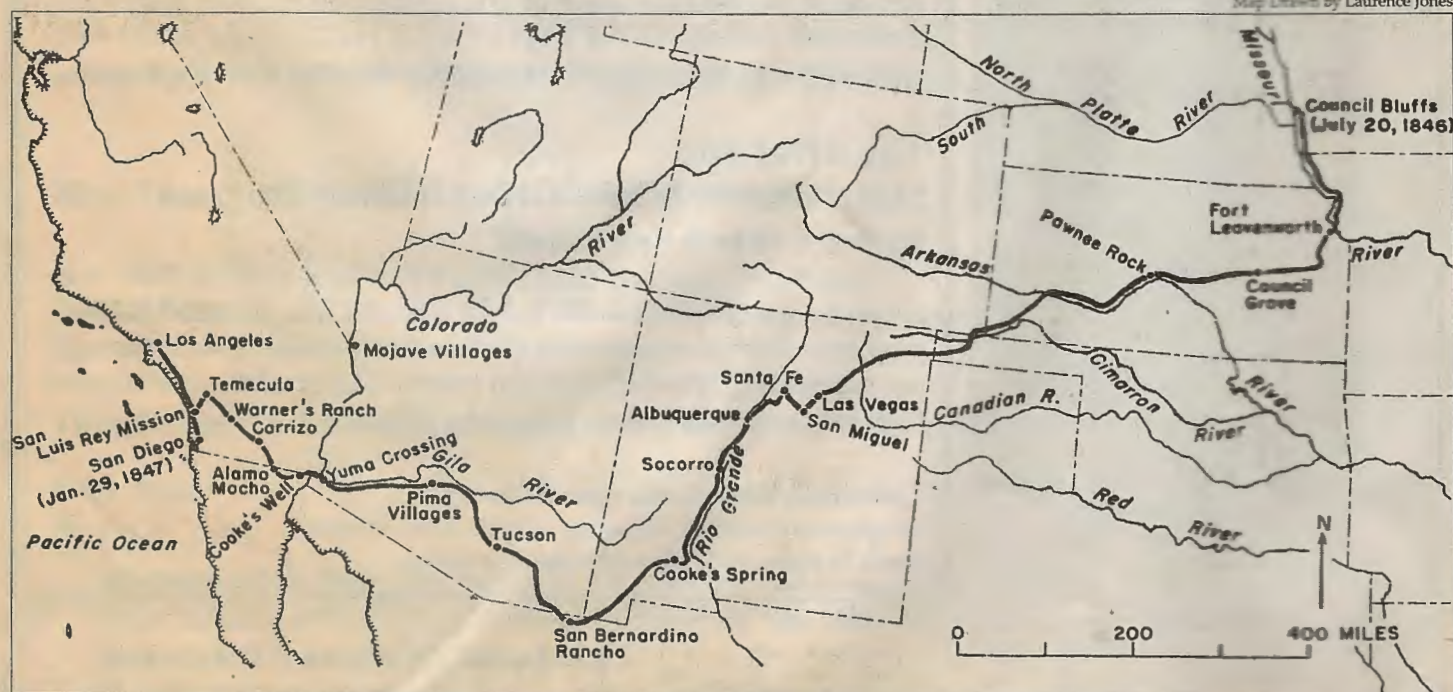 Map Drawn by Laurence Jones
Missouri
North
Platte
River
South
Council Bluffs
(July 20, 1846)
Fort
Leavenworth
River
Pawnee Rock
Council
Grove
Arkansas
River
Colorado
Mojave Villages
Los Angeles
Temecula
Warner's Ranch
Carrizo
San
Luis Rey Mission
San Diego
(Jan. 29, 1847)
Alamo
Mocho
Cooke's Well
Yuma Crossing
Gila
River
Pima
Villages
Tucson
San Bernardino
Rancho
Cooke's Spring
Rio Grande
Socorro
Albuquerque
Santa Fe
San Miguel
Las Vegas
Canadian R.
Cimarron
River
River
Red
River
Pacific Ocean
N
0 200 400 MILES